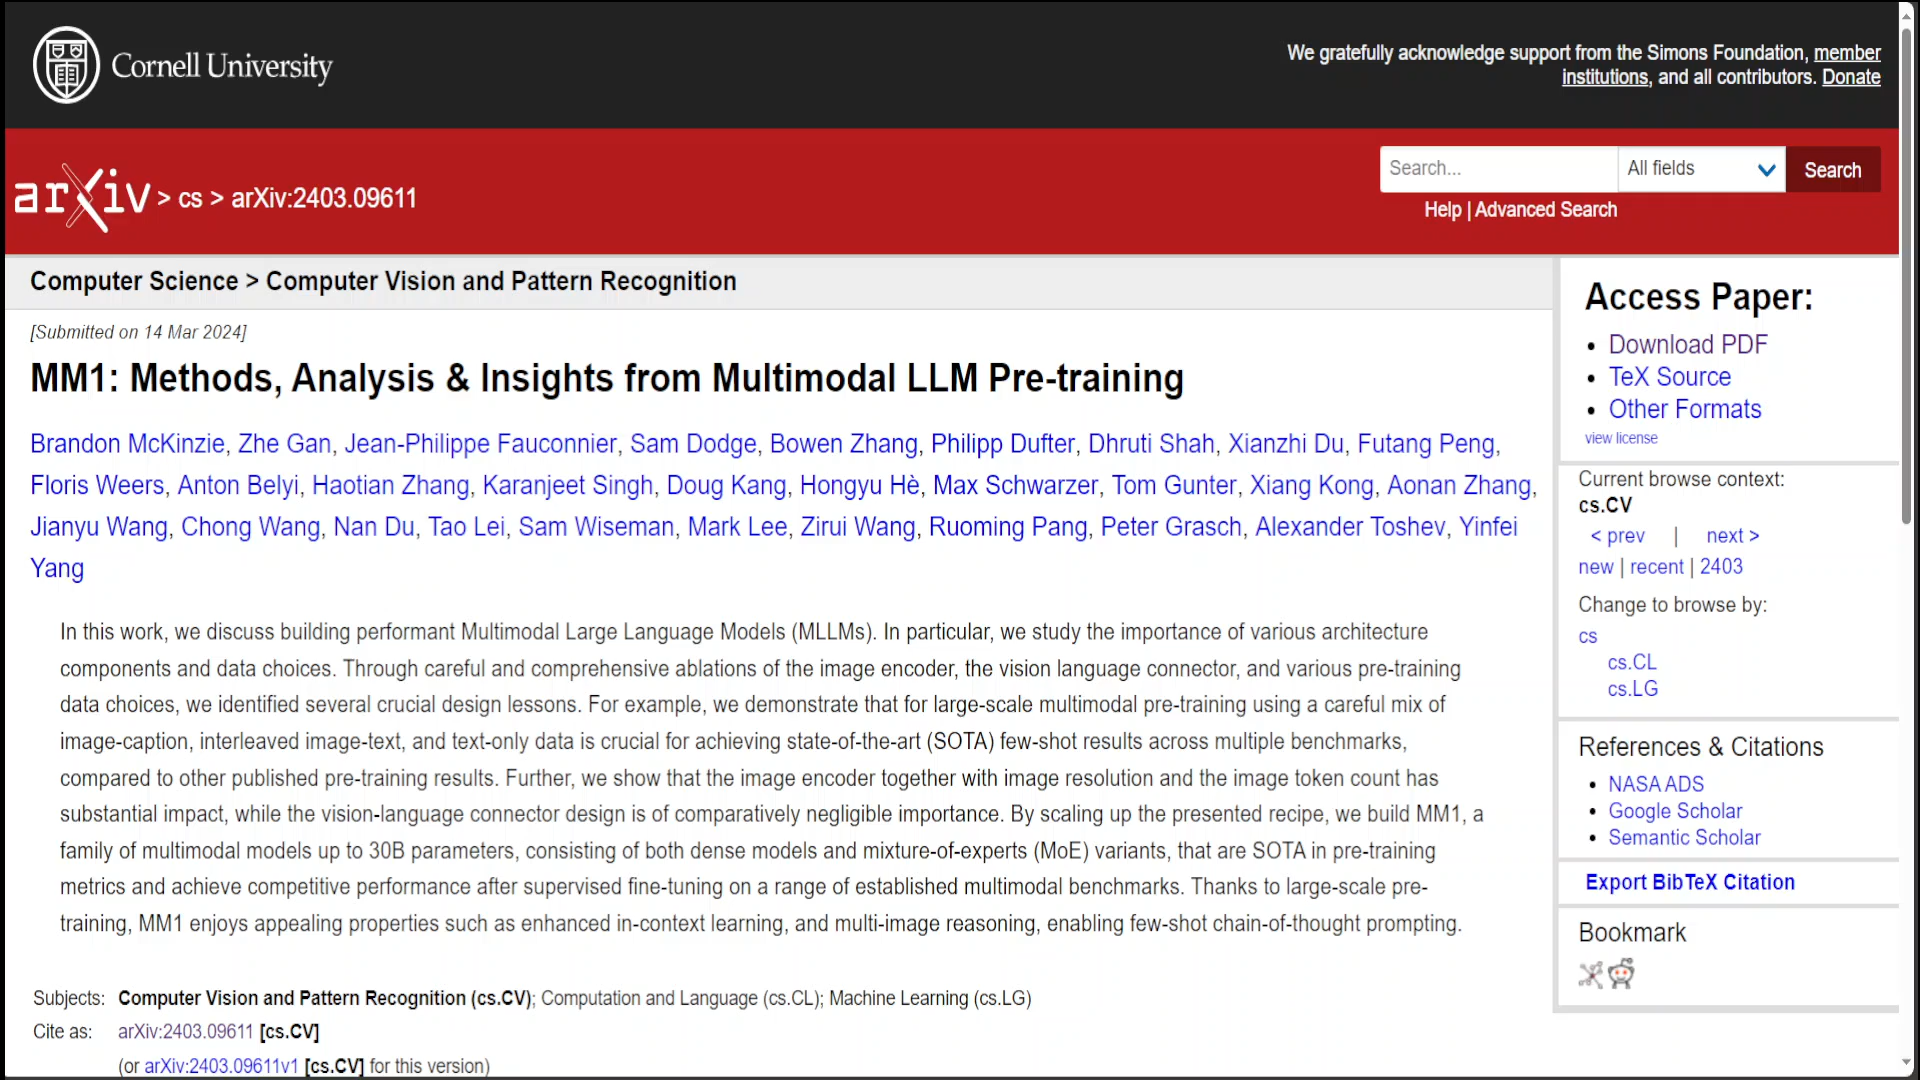 Cornell University
We gratefully acknowledge support from the Simons Foundation, member
institutions, and all contributors. Donate
arXiv > cs > arXiv:2403.09611
Search...
All fields
Search
Help | Advanced Search
Computer Science > Computer Vision and Pattern Recognition
[Submitted on 14 Mar 2024]
MM1: Methods, Analysis & Insights from Multimodal LLM Pre-training
Brandon McKinzie, Zhe Gan, Jean-Philippe Fauconnier, Sam Dodge, Bowen Zhang, Philipp Dufter, Dhruti Shah, Xianzhi Du, Futang Peng,
Floris Weers, Anton Belyi, Haotian Zhang, Karanjeet Singh, Doug Kang, Hongyu Hè, Max Schwarzer, Tom Gunter, Xiang Kong, Aonan Zhang,
Jianyu Wang, Chong Wang, Nan Du, Tao Lei, Sam Wiseman, Mark Lee, Zirui Wang, Ruoming Pang, Peter Grasch, Alexander Toshev, Yinfei
Yang
In this work, we discuss building performant Multimodal Large Language Models (MLLMs). In particular, we study the importance of various architecture
components and data choices. Through careful and comprehensive ablations of the image encoder, the vision language connector, and various pre-training
data choices, we identified several crucial design lessons. For example, we demonstrate that for large-scale multimodal pre-training using a careful mix of
image-caption, interleaved image-text, and text-only data is crucial for achieving state-of-the-art (SOTA) few-shot results across multiple benchmarks,
compared to other published pre-training results. Further, we show that the image encoder together with image resolution and the image token count has
substantial impact, while the vision-language connector design is of comparatively negligible importance. By scaling up the presented recipe, we build MM1, a
family of multimodal models up to 30B parameters, consisting of both dense models and mixture-of-experts (MoE) variants, that are SOTA in pre-training
metrics and achieve competitive performance after supervised fine-tuning on a range of established multimodal benchmarks. Thanks to large-scale pre-
training, MM1 enjoys appealing properties such as enhanced in-context learning, and multi-image reasoning, enabling few-shot chain-of-thought prompting.
Subjects: Computer Vision and Pattern Recognition (cs.CV); Computation and Language (cs.CL); Machine Learning (cs.LG)
Cite as: arXiv:2403.09611 [cs.CV]
(or arXiv:2403.09611v1 [cs.CV] for this version)
Access Paper:
• Download PDF
• TeX Source
• Other Formats
view license
Current browse context:
cs.CV
< prev | next >
new | recent | 2403
Change to browse by:
cs
cs.CL
cs.LG
References & Citations
• NASA ADS
• Google Scholar
• Semantic Scholar
Export BibTeX Citation
Bookmark